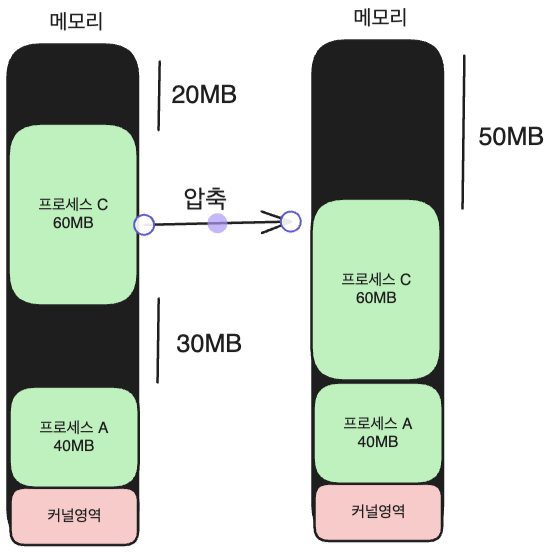 메모리
20MB
프로세스 C
60MB
30MB
프로세스 A
40MB
커널영역
압축
메모리
50MB
프로세스 C
60MB
프로세스 A
40MB
커널영역